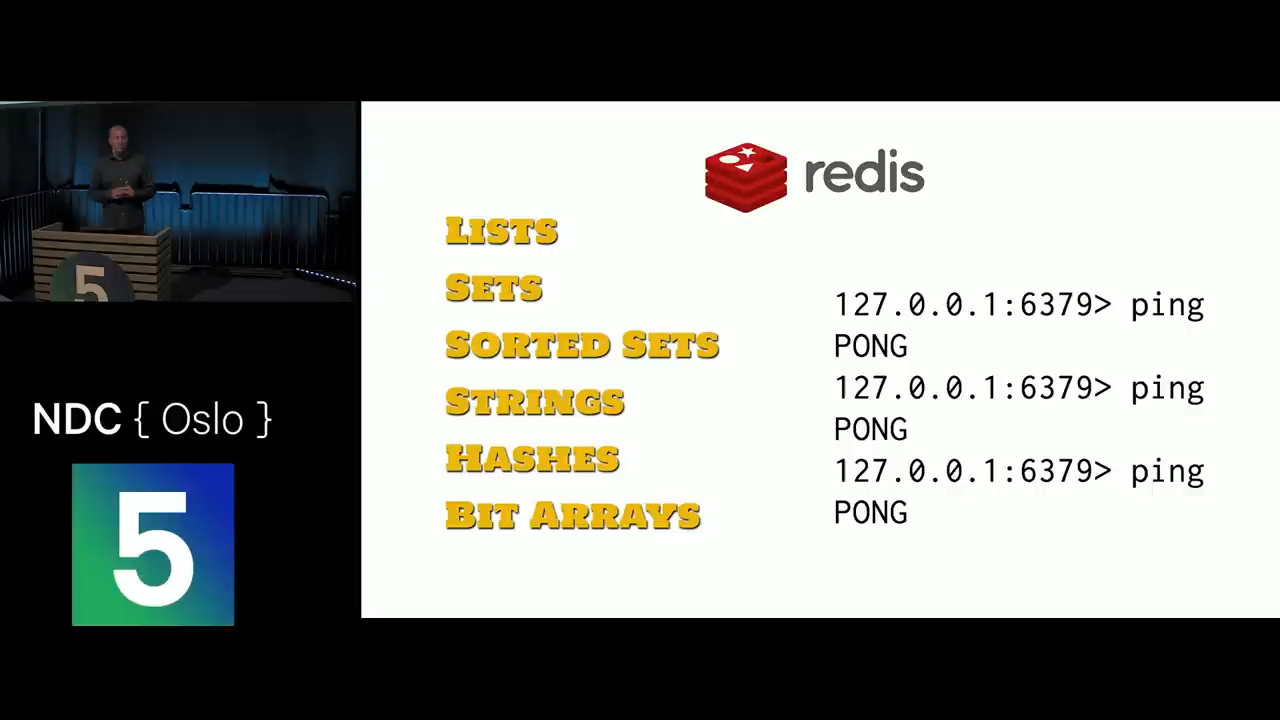 5
NDC { Oslo }
5
redis
Lists
Sets
Sorted Sets
Strings
Hashes
Bit Arrays
127.0.0.1:6379> ping
PONG
127.0.0.1:6379> ping
PONG
127.0.0.1:6379> ping
PONG